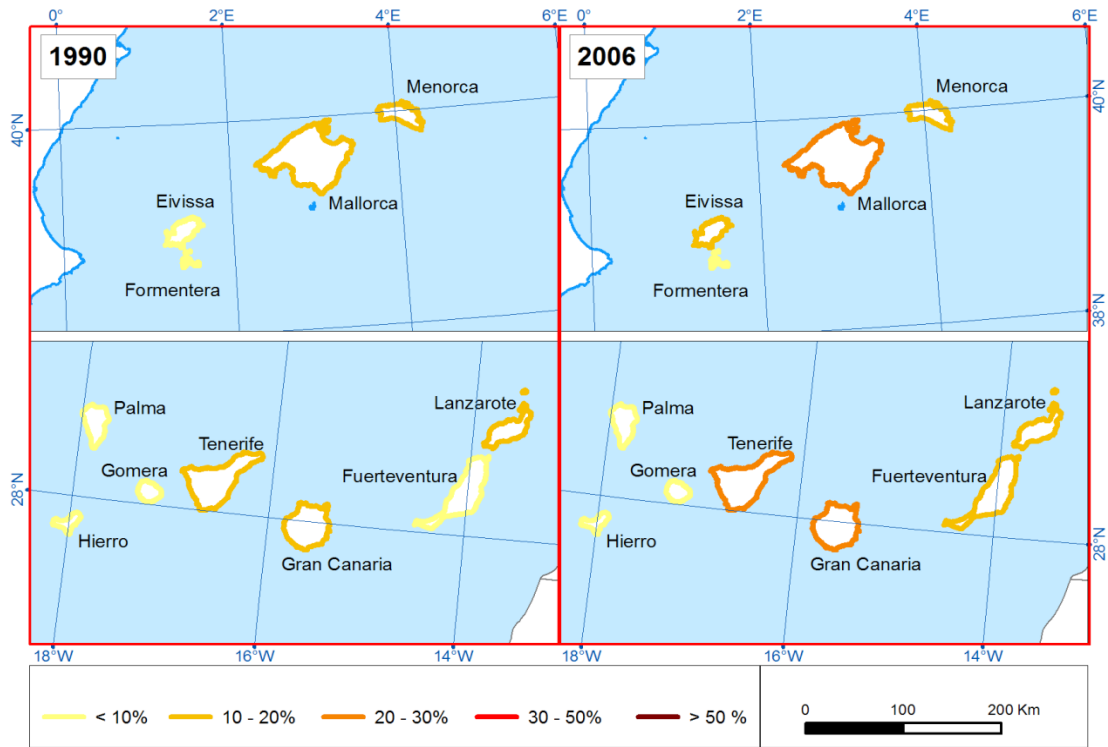 0° 2°E 4°E 6°E 0° 2°E 4°E 6°E
1990
Menorca
40°N
Eivissa
Mallorca
Formentera
2006
Menorca
40°N
Eivissa
Mallorca
Formentera
38°N
Palma
Lanzarote
Tenerife
Gomera
Fuerteventura
28°N
Hierro
Gran Canaria
Palma
Lanzarote
Tenerife
Gomera
Fuerteventura
Hierro
Gran Canaria
28°N
18°W 16°W 14°W 18°W 16°W 14°W
< 10% 10 - 20% 20 - 30% 30 - 50% > 50 %
0 100 200 Km